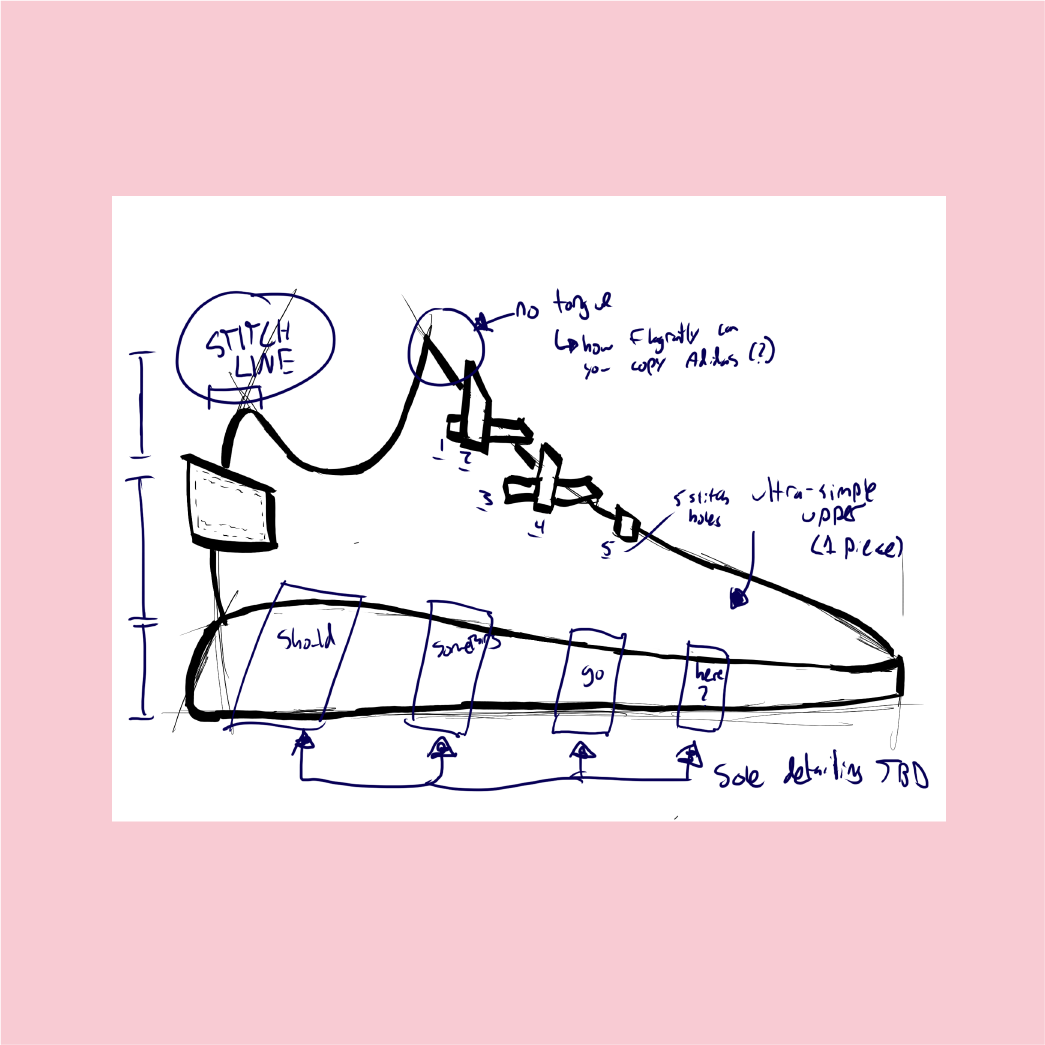 STITCH
LINE
no tongue
how flagrantly can
you copy Adidas (?)
1
2
3
4
5
5 stitch
holes
ultra-simple
upper
(1 piece)
Should
something
go
here
?
Sole detailing TBD